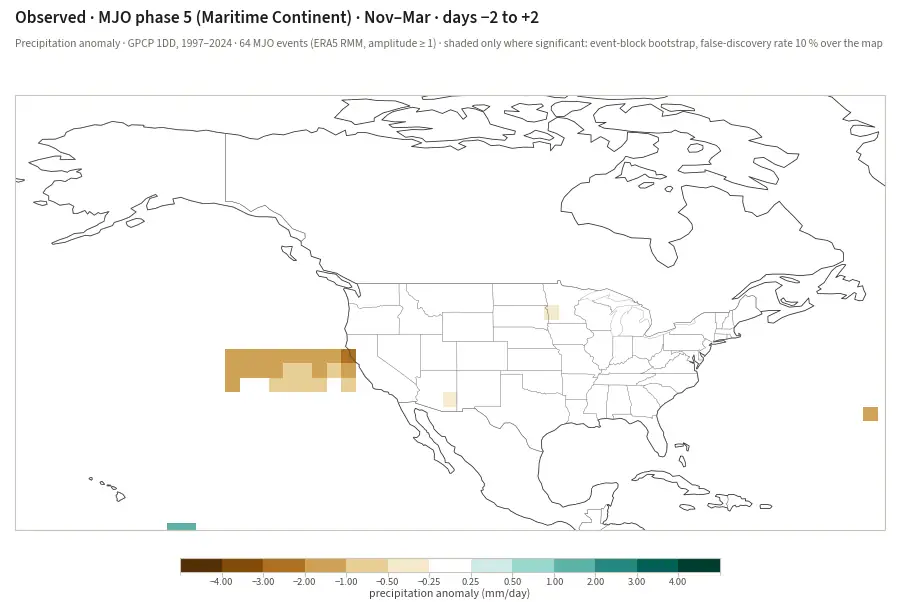 Observed · MJO phase 5 (Maritime Continent) · Nov–Mar · days −2 to +2
Precipitation anomaly · GPCP 1DD, 1997–2024 · 64 MJO events (ERA5 RMM, amplitude ≥ 1) · shaded only where significant: event-block bootstrap, false-discovery rate 10 % over the map
−4.00 −3.00 −2.00 −1.00 −0.50 −0.25 0.25 0.50 1.00 2.00 3.00 4.00
precipitation anomaly (mm/day)